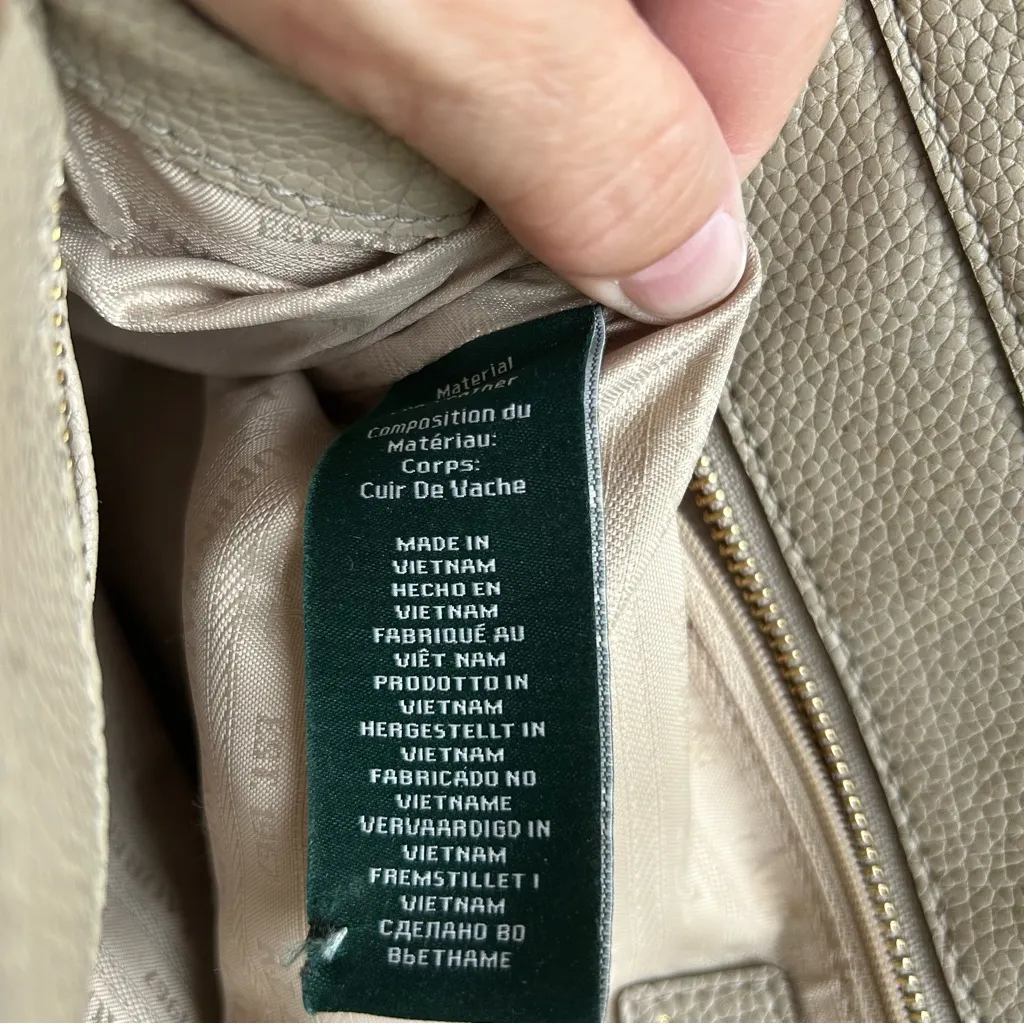 Material
Composition du
Matériau:
Corps:
Cuir De Vache
MADE IN
VIETNAM
HECHO EN
VIETNAM
FABRIQUÉ AU
VIÊT NAM
PRODOTTO IN
VIETNAM
HERGESTELLT IN
VIETNAM
FABRICADO NO
VIETNAME
VERVAARDIGD IN
VIETNAM
FREMSTILLET I
VIETNAM
СДЕЛАНО ВО
ВЬЕТНАМЕ